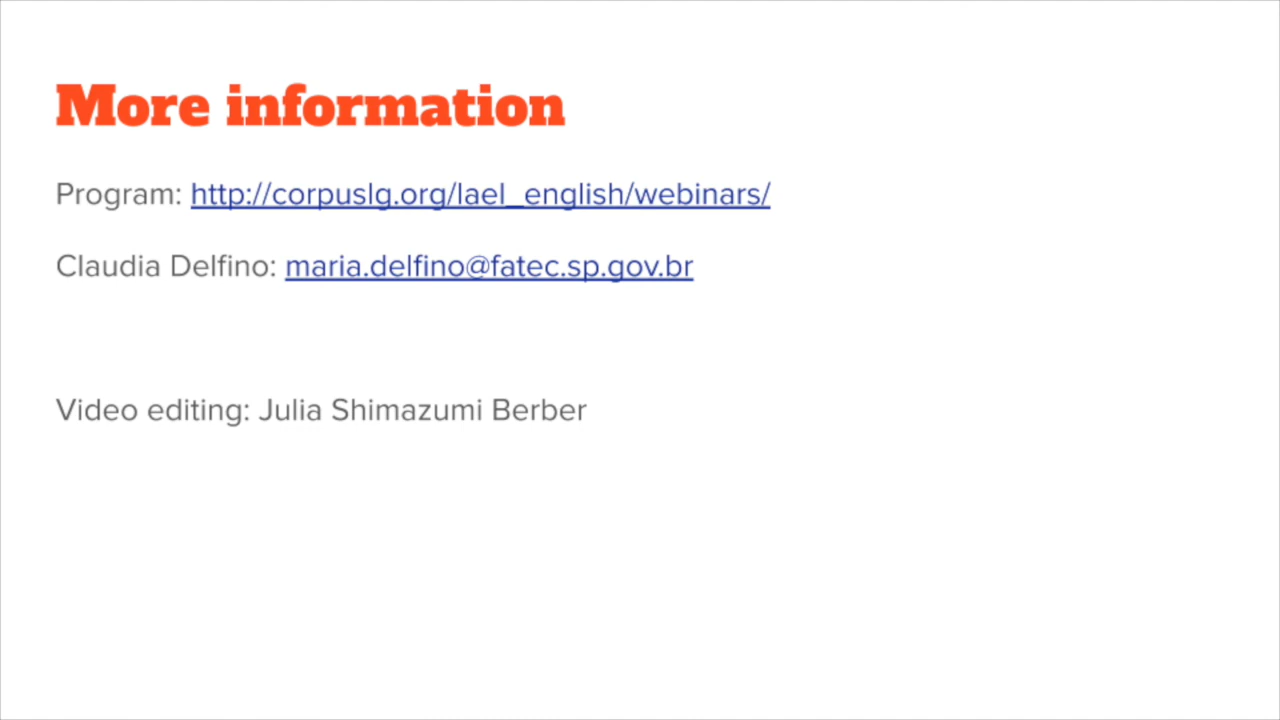 More information
Program: http://corpuslg.org/lael_english/webinars/
Claudia Delfino: maria.delfino@fatec.sp.gov.br
Video editing: Julia Shimazumi Berber